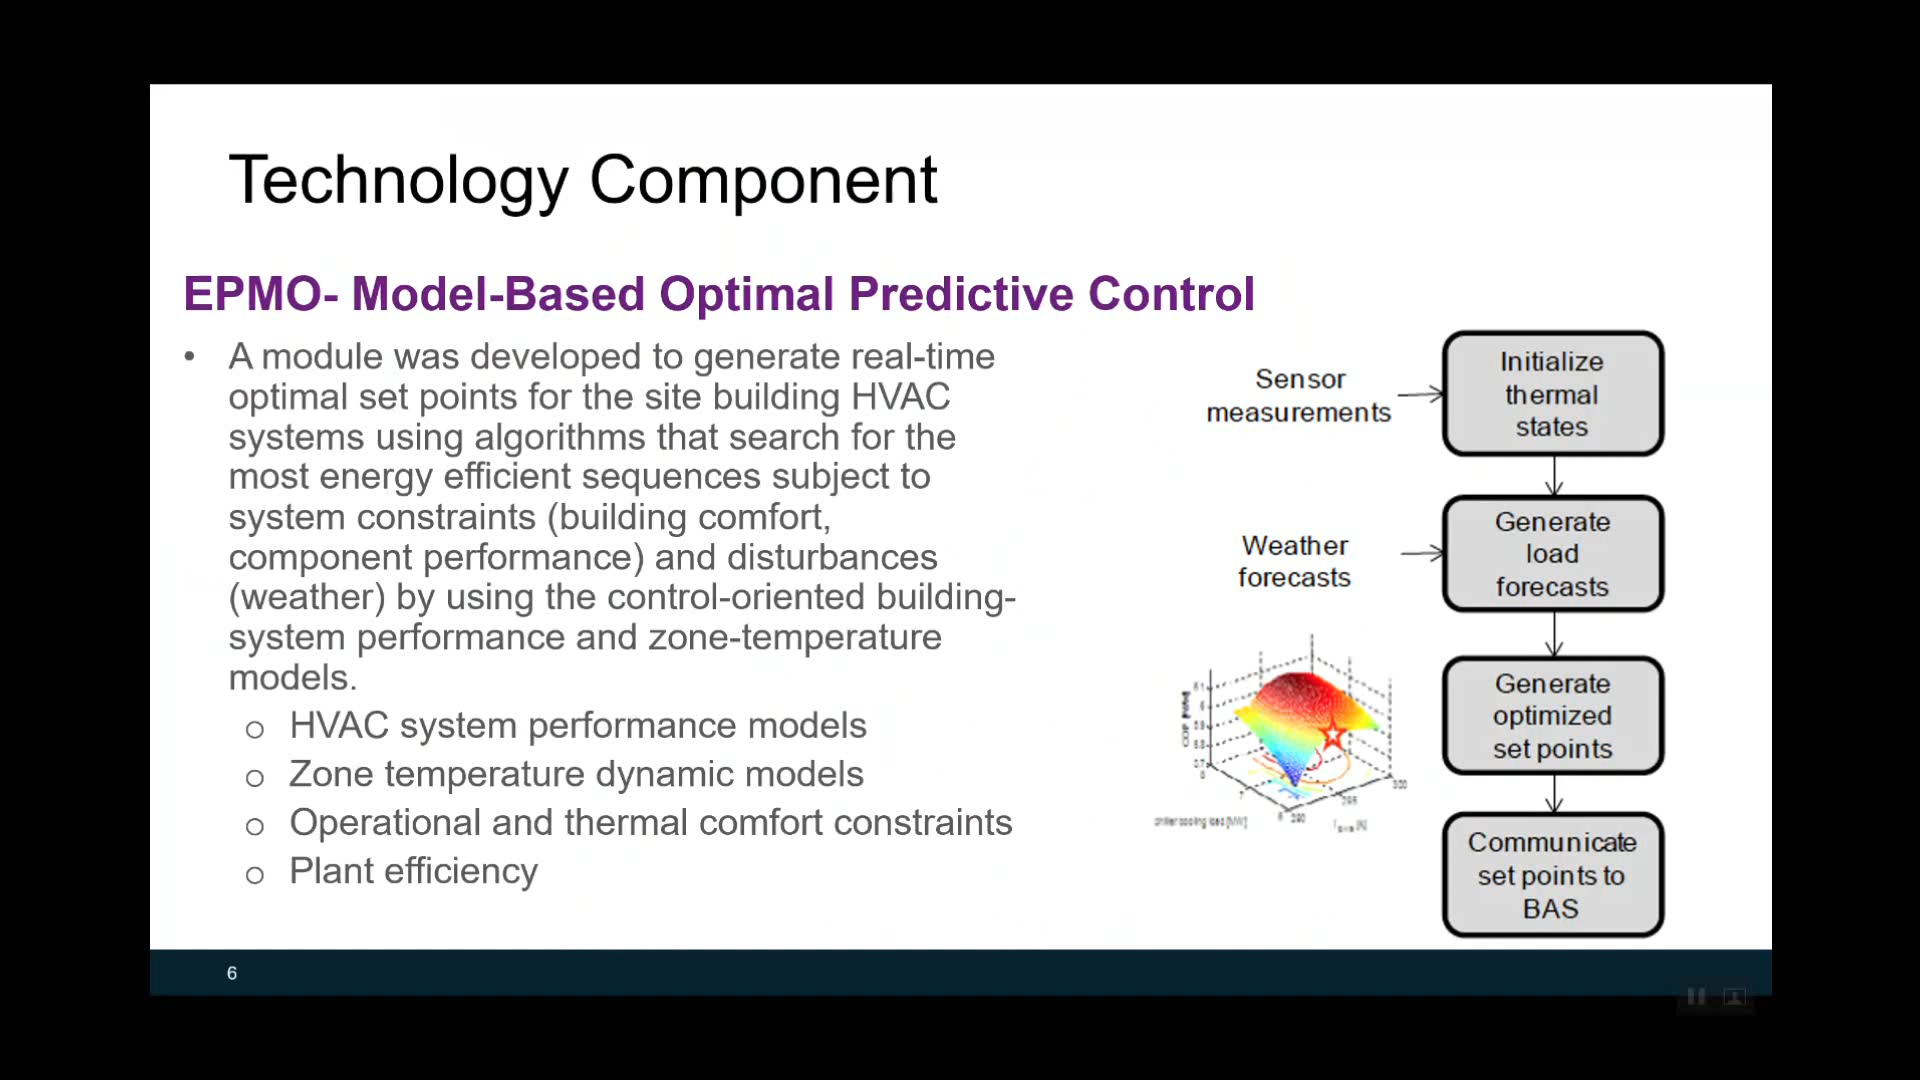 Technology Component
EPMO- Model-Based Optimal Predictive Control
• A module was developed to generate real-time
optimal set points for the site building HVAC
systems using algorithms that search for the
most energy efficient sequences subject to
system constraints (building comfort,
component performance) and disturbances
(weather) by using the control-oriented building-
system performance and zone-temperature
models.
o HVAC system performance models
o Zone temperature dynamic models
o Operational and thermal comfort constraints
o Plant efficiency
Sensor
measurements
Initialize
thermal
states
Weather
forecasts
Generate
load
forecasts
Generate
optimized
set points
Communicate
set points to
BAS
chiller cooling load [MW]
6